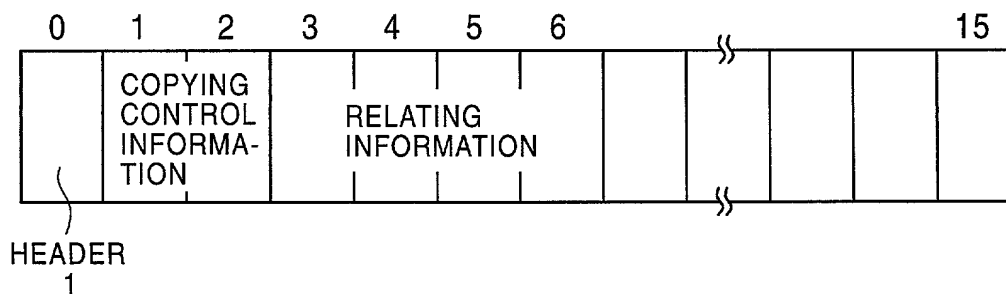 0 1 2 3 4 5 6 15
COPYING
CONTROL
INFORMA-
TION
RELATING
INFORMATION
HEADER
1